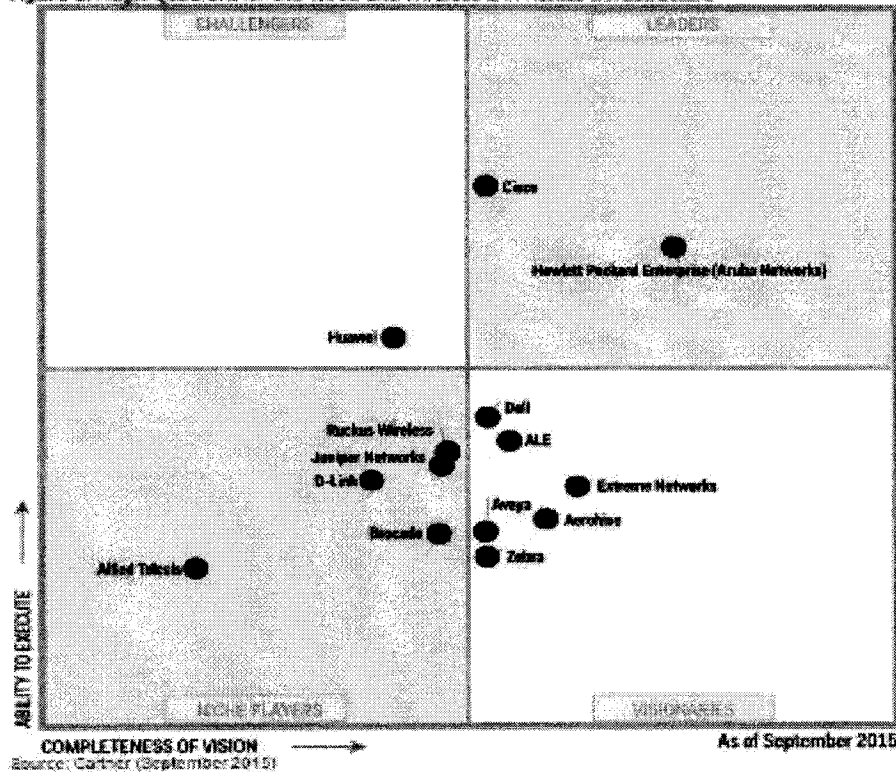 CHALLENGERS
LEADERS
Cisco
Hewlett Packard Enterprise (Aruba Networks)
Huawei
Dell
ALE
Ruckus Wireless
Juniper Networks
D-Link
Extreme Networks
Avaya
Aerohive
Brocade
Zebra
Allied Telesis
ABILITY TO EXECUTE
NICHE PLAYERS
VISIONARIES
COMPLETENESS OF VISION
As of September 2015
Source: Gartner (September 2015)